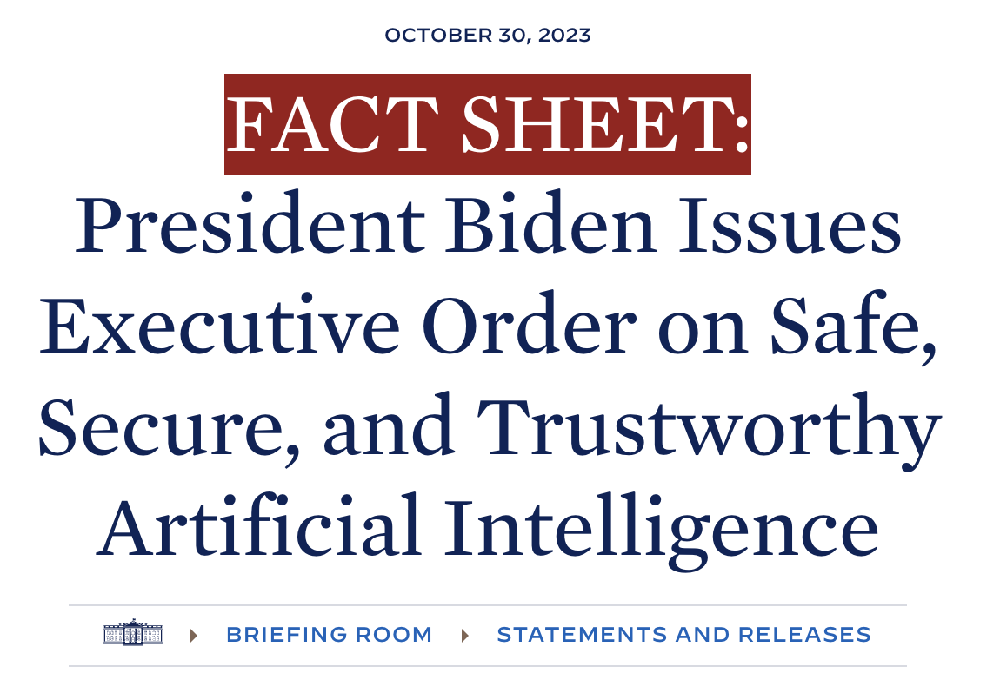 OCTOBER 30, 2023
FACT SHEET:
President Biden Issues
Executive Order on Safe,
Secure, and Trustworthy
Artificial Intelligence
BRIEFING ROOM STATEMENTS AND RELEASES